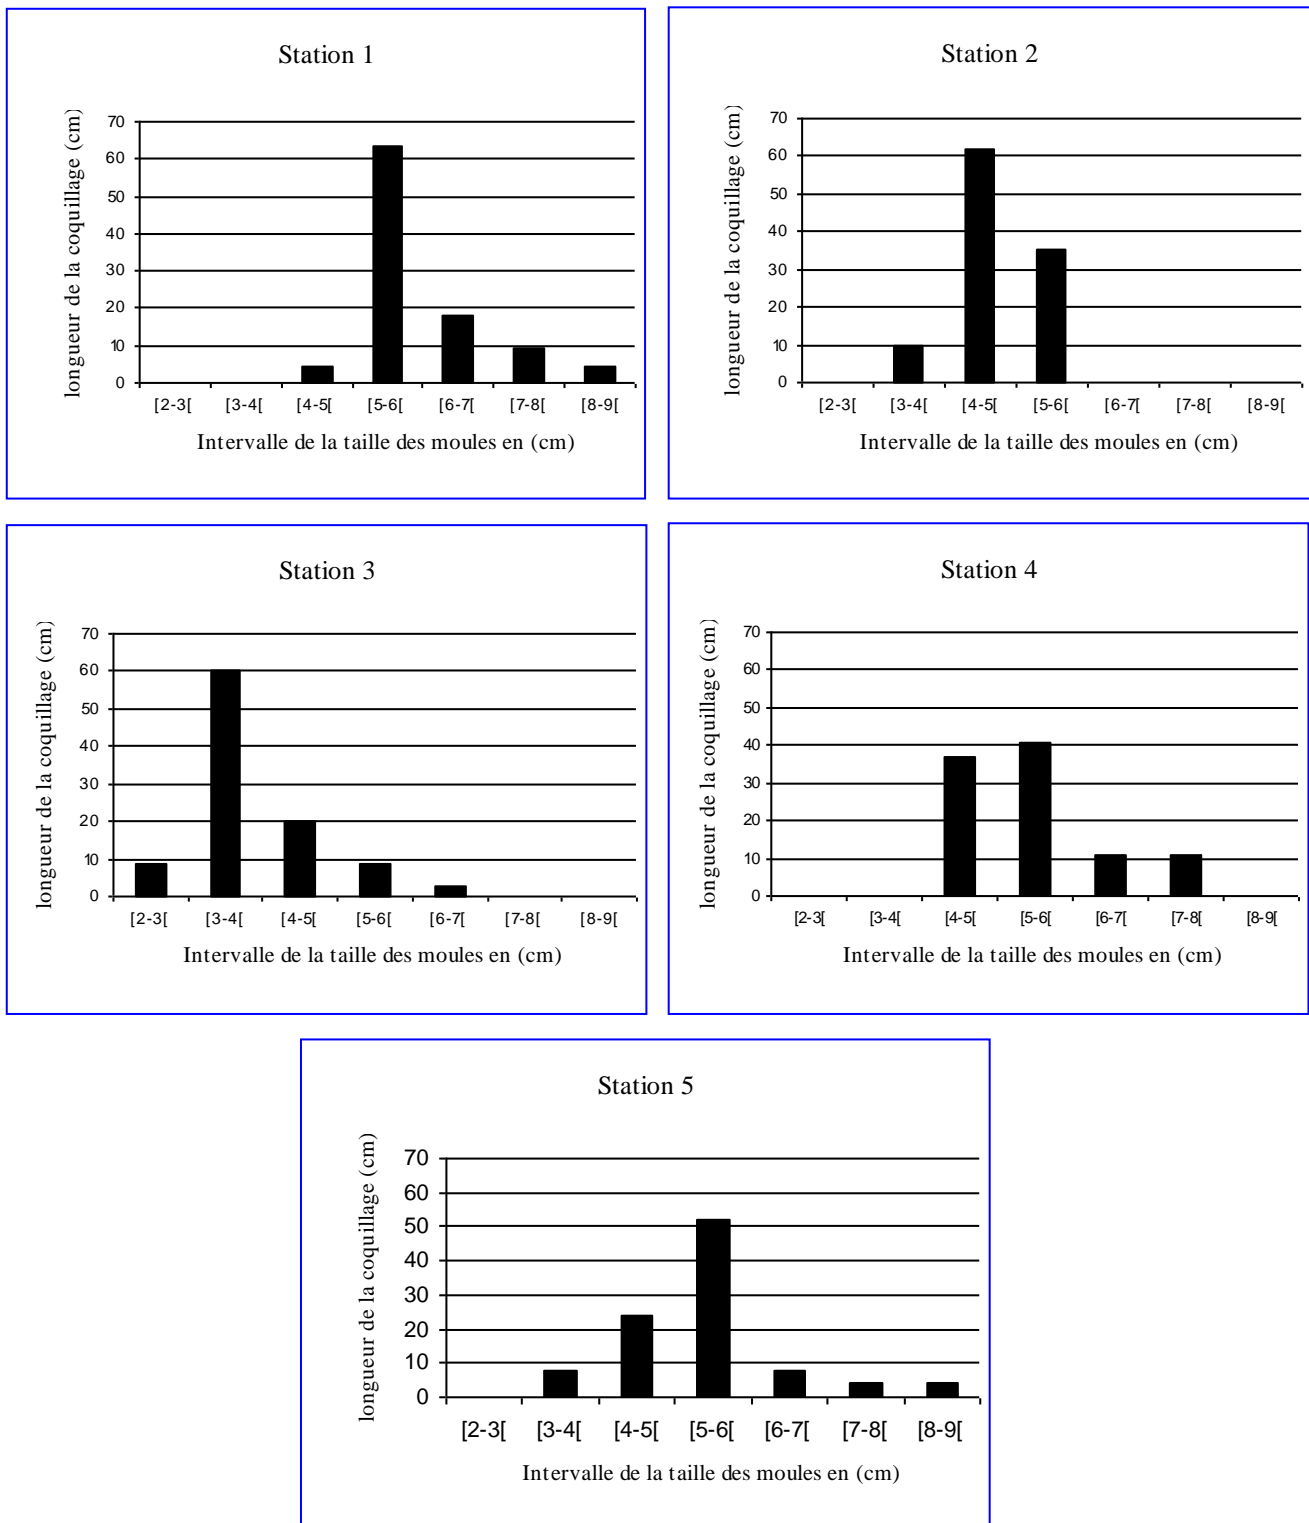 Station 1
longueur de la coquillage (cm)
70
60
50
40
30
20
10
0
[2-3[ [3-4[ [4-5[ [5-6[ [6-7[ [7-8[ [8-9[
Intervalle de la taille des moules en (cm)
Station 2
longueur de la coquillage (cm)
70
60
50
40
30
20
10
0
[2-3[ [3-4[ [4-5[ [5-6[ [6-7[ [7-8[ [8-9[
Intervalle de la taille des moules en (cm)
Station 3
longueur de la coquillage (cm)
70
60
50
40
30
20
10
0
[2-3[ [3-4[ [4-5[ [5-6[ [6-7[ [7-8[ [8-9[
Intervalle de la taille des moules en (cm)
Station 4
longueur de la coquillage (cm)
70
60
50
40
30
20
10
0
[2-3[ [3-4[ [4-5[ [5-6[ [6-7[ [7-8[ [8-9[
Intervalle de la taille des moules en (cm)
Station 5
longueur de la coquillage (cm)
70
60
50
40
30
20
10
0
[2-3[ [3-4[ [4-5[ [5-6[ [6-7[ [7-8[ [8-9[
Intervalle de la taille des moules en (cm)